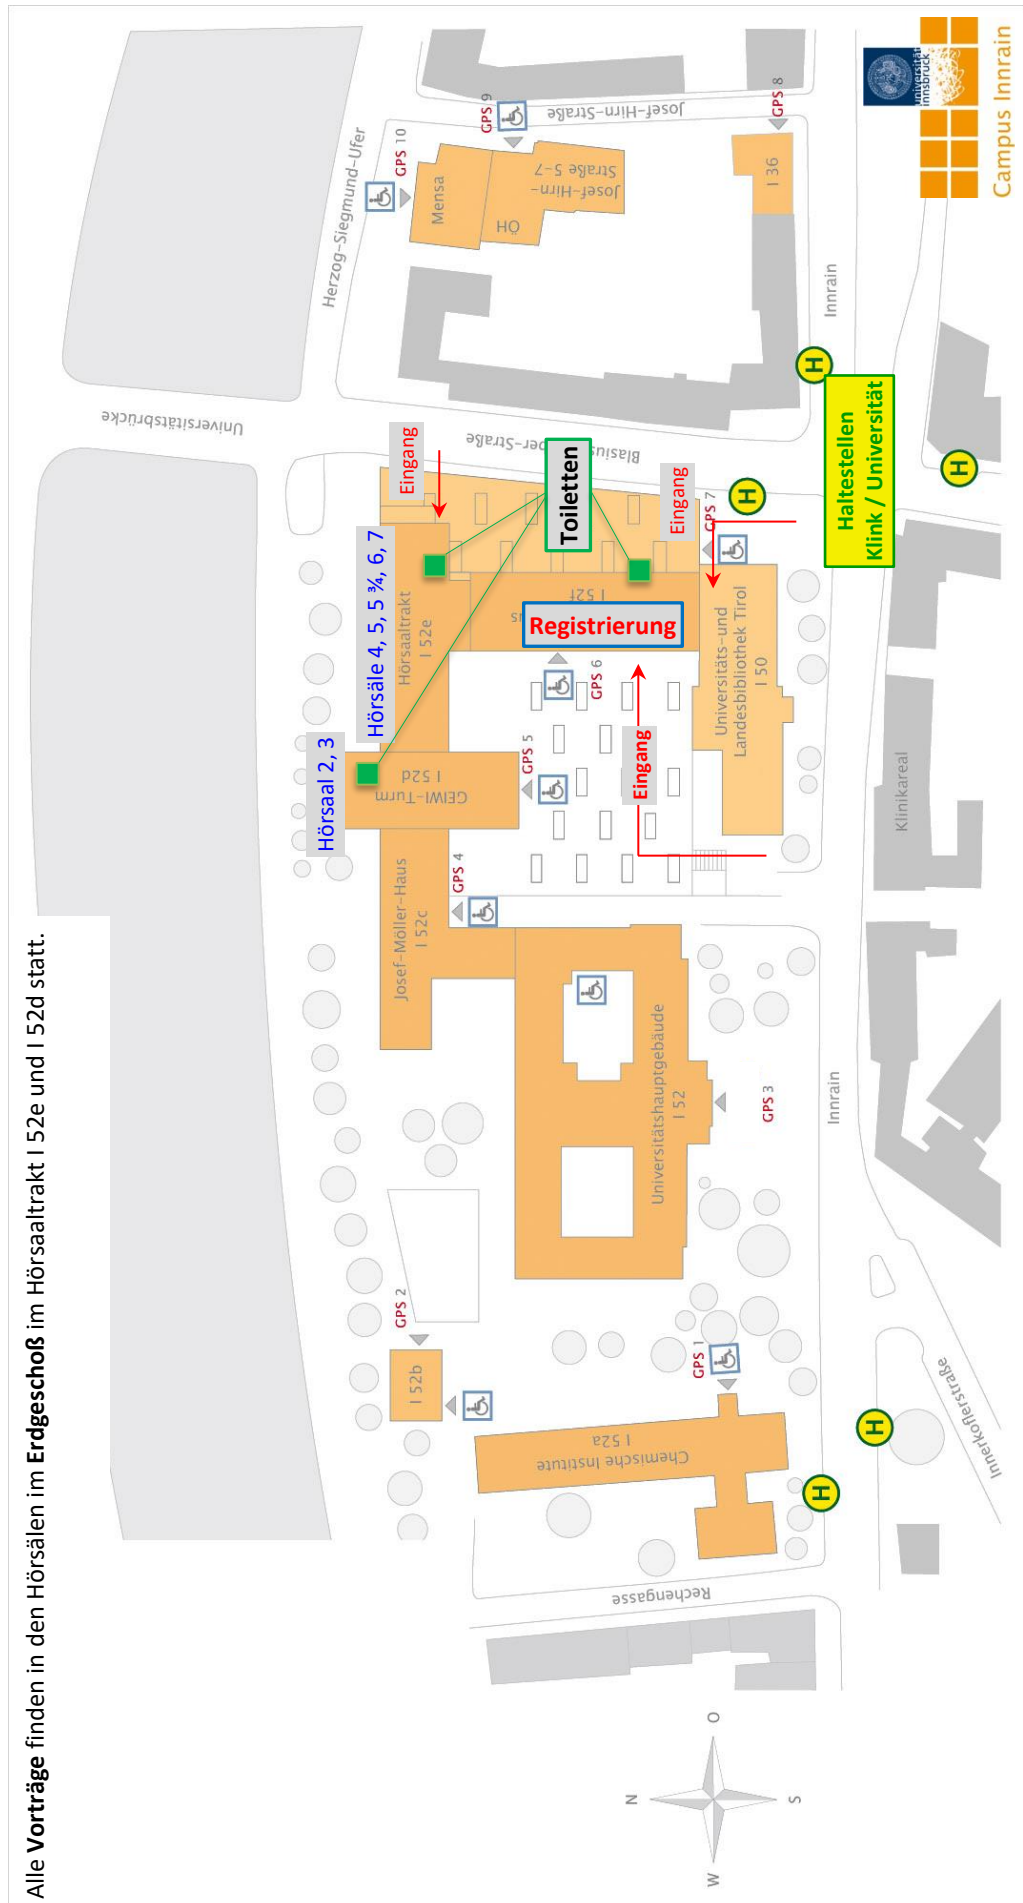 Alle Vorträge finden in den Hörsälen im Erdgeschoß im Hörsaaltrakt I 52e und I 52d statt.
Herzog-Siegmund-Ufer
Universitätsbrücke
Josef-Hirn-Straße
GPS 10
GPS 9
GPS 8
Mensa
ÖH
Josef-Hirn-
Straße 5-7
I 36
Innrain
universität
innsbruck
Campus Innrain
Eingang
Toiletten
Eingang
GPS 7
H
H
H
Haltestellen
Klink / Universität
Hörsaal 2, 3
Hörsäle 4, 5, 5 ¾, 6, 7
Hörsaaltrakt
I 52e
I 52f
Registrierung
GPS 6
Universitäts-und
Landesbibliothek Tirol
I 50
GEIWI-Turm
I 52d
GPS 5
Eingang
Klinikareal
Josef-Möller-Haus
I 52c
GPS 4
Universitätshauptgebäude
I 52
GPS 3
Innrain
GPS 2
I 52b
GPS 1
Chemische Institute
I 52a
H
H
Innerkoflerstraße
Rechengasse
N
O
S
W